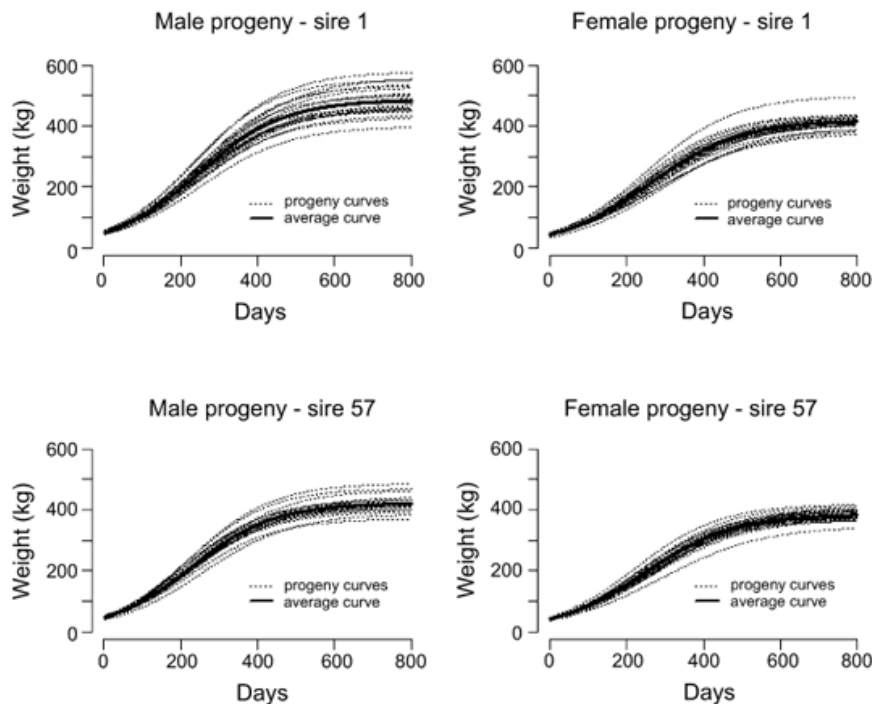 Male progeny - sire 1
Weight (kg)
600
400
200
0
progeny curves
average curve
0 200 400 600 800
Days
Female progeny - sire 1
Weight (kg)
600
400
200
0
progeny curves
average curve
0 200 400 600 800
Days
Male progeny - sire 57
Weight (kg)
600
400
200
0
progeny curves
average curve
0 200 400 600 800
Days
Female progeny - sire 57
Weight (kg)
600
400
200
0
progeny curves
average curve
0 200 400 600 800
Days